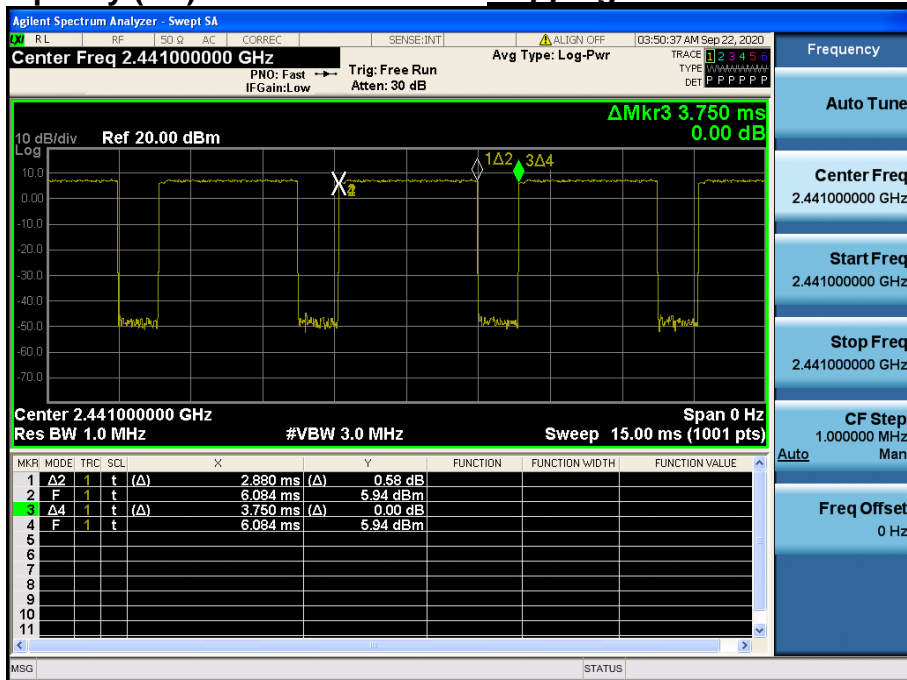 Agilent Spectrum Analyzer - Swept SA
LXI RL RF 50 Ω AC CORREC SENSE:INT ALIGN OFF 03:50:37 AM Sep 22, 2020
Center Freq 2.441000000 GHz
PNO: Fast
IFGain:Low
Trig: Free Run
Atten: 30 dB
Avg Type: Log-Pwr
TRACE 1 2 3 4 5 6
TYPE WWWWWW
DET P P P P P P
ΔMkr3 3.750 ms
0.00 dB
10 dB/div Ref 20.00 dBm
Log
10.0
0.00
-10.0
-20.0
-30.0
-40.0
-50.0
-60.0
-70.0
1Δ2
3Δ4
Center 2.441000000 GHz Span 0 Hz
Res BW 1.0 MHz #VBW 3.0 MHz Sweep 15.00 ms (1001 pts)
MKR MODE TRC SCL X Y FUNCTION FUNCTION WIDTH FUNCTION VALUE
1 Δ2 1 t (Δ) 2.880 ms (Δ) 0.58 dB
2 F 1 t 6.084 ms 5.94 dBm
3 Δ4 1 t (Δ) 3.750 ms (Δ) 0.00 dB
4 F 1 t 6.084 ms 5.94 dBm
5
6
7
8
9
10
11
MSG STATUS
Frequency
Auto Tune
Center Freq
2.441000000 GHz
Start Freq
2.441000000 GHz
Stop Freq
2.441000000 GHz
CF Step
1.000000 MHz
Auto Man
Freq Offset
0 Hz